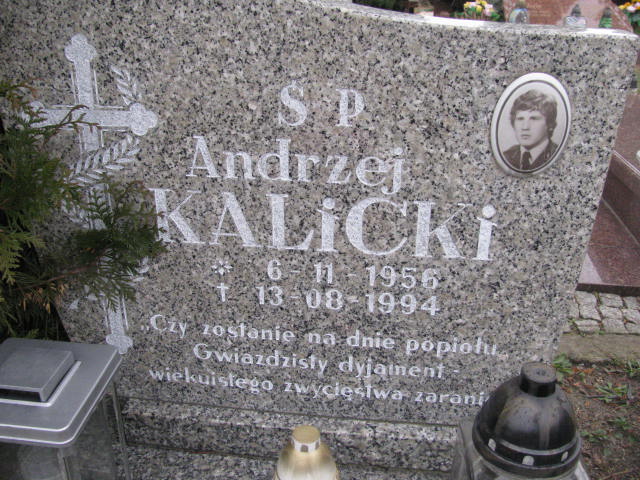 Ś P
Andrzej
KALiCKi
* 6 - 11 - 1956
† 13 - 08 - 1994
„Czy zostanie na dnie popiołu
Gwiaździsty dyjament -
wiekuistego zwycięstwa zaranie